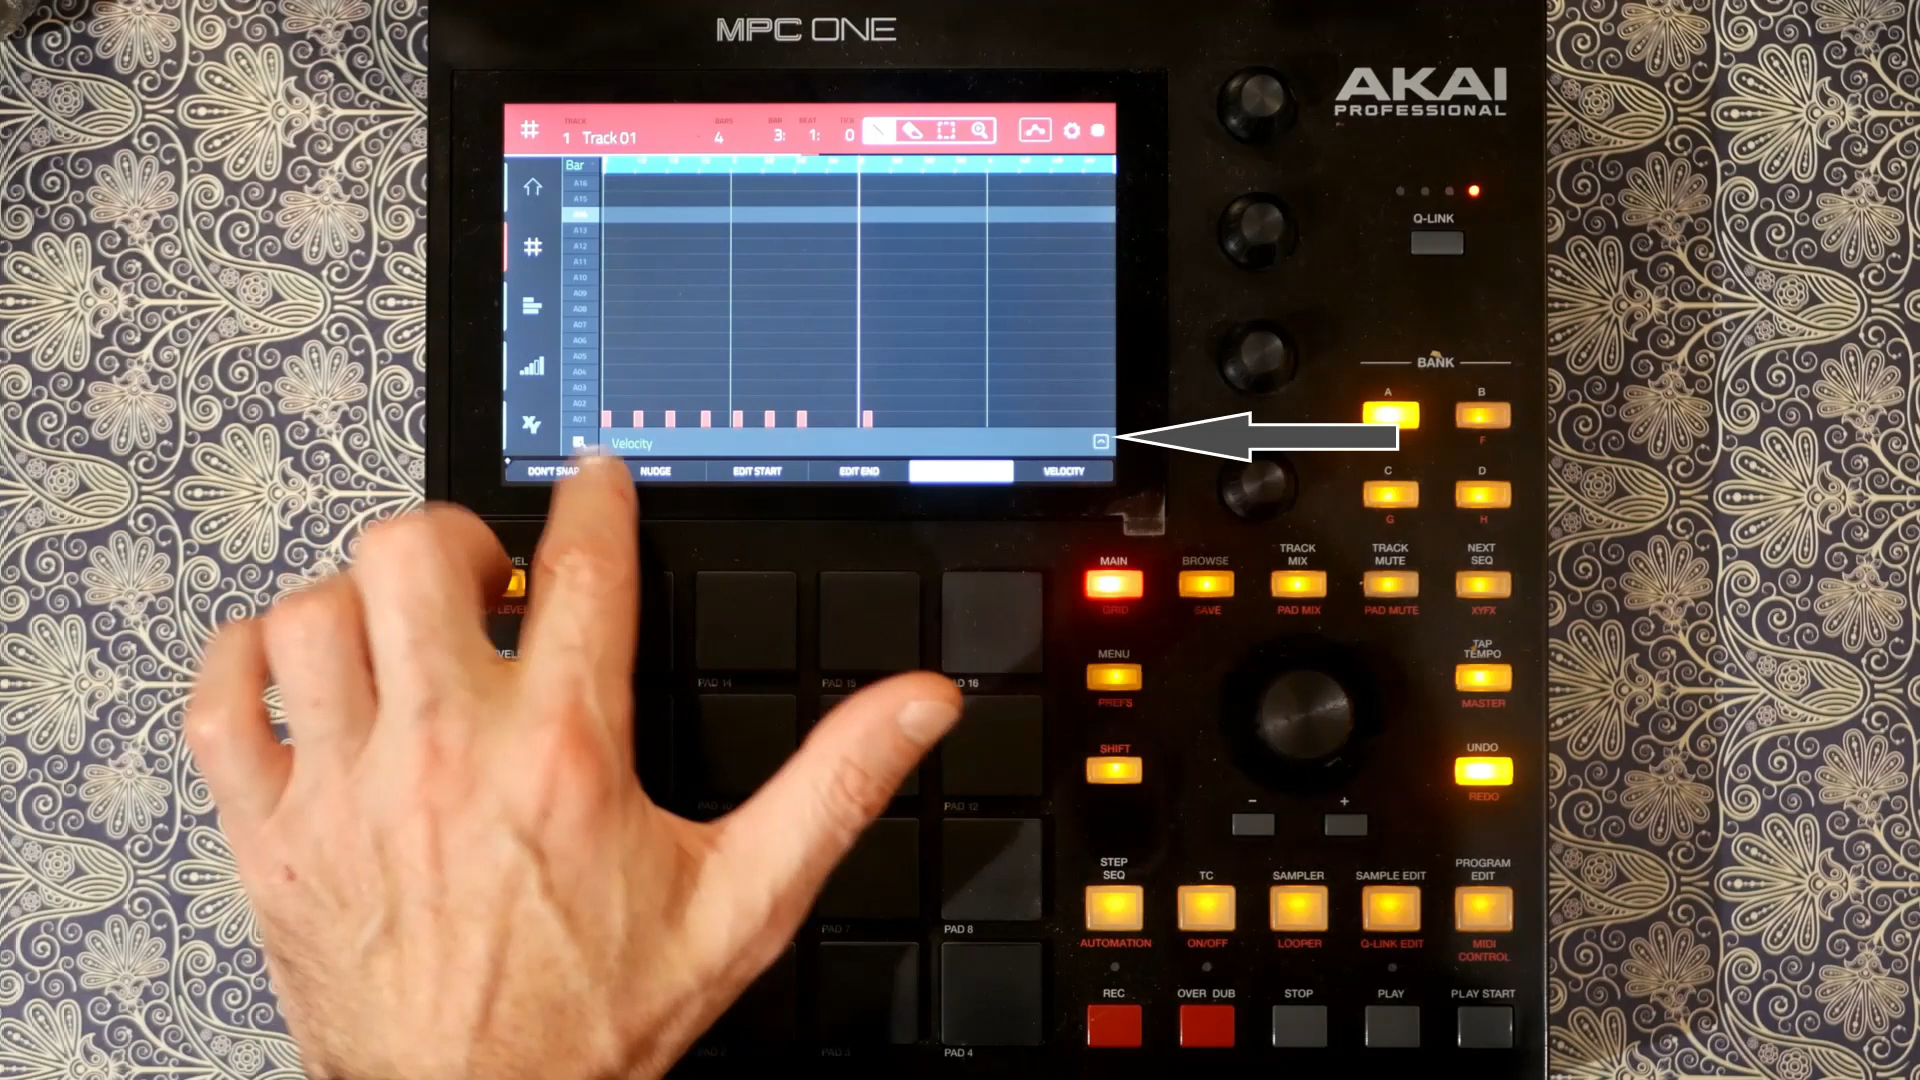 MPC ONE
AKAI
PROFESSIONAL
TRACK
1 Track 01
BARS
4
BAR
3:
BEAT
1:
0
Bar
A16
A15
A13
A12
A11
A10
A09
A08
A07
A06
A05
A04
A03
A02
A01
Velocity
DON'T SNAP
NUDGE
EDIT START
EDIT END
VELOCITY
Q-LINK
BANK
A
B
F
C
D
G
H
MAIN
GRID
BROWSE
SAVE
TRACK
MIX
PAD MIX
TRACK
MUTE
PAD MUTE
NEXT
SEQ
XYFX
MENU
PREFS
TAP
TEMPO
MASTER
SHIFT
UNDO
REDO
-
+
STEP
SEQ
AUTOMATION
TC
ON/OFF
SAMPLER
LOOPER
SAMPLE EDIT
Q-LINK EDIT
PROGRAM
EDIT
MIDI
CONTROL
REC
OVER DUB
STOP
PLAY
PLAY START
PAD 14
PAD 15
PAD 10
PAD 12
PAD 7
PAD 8
PAD 2
PAD 3
PAD 4